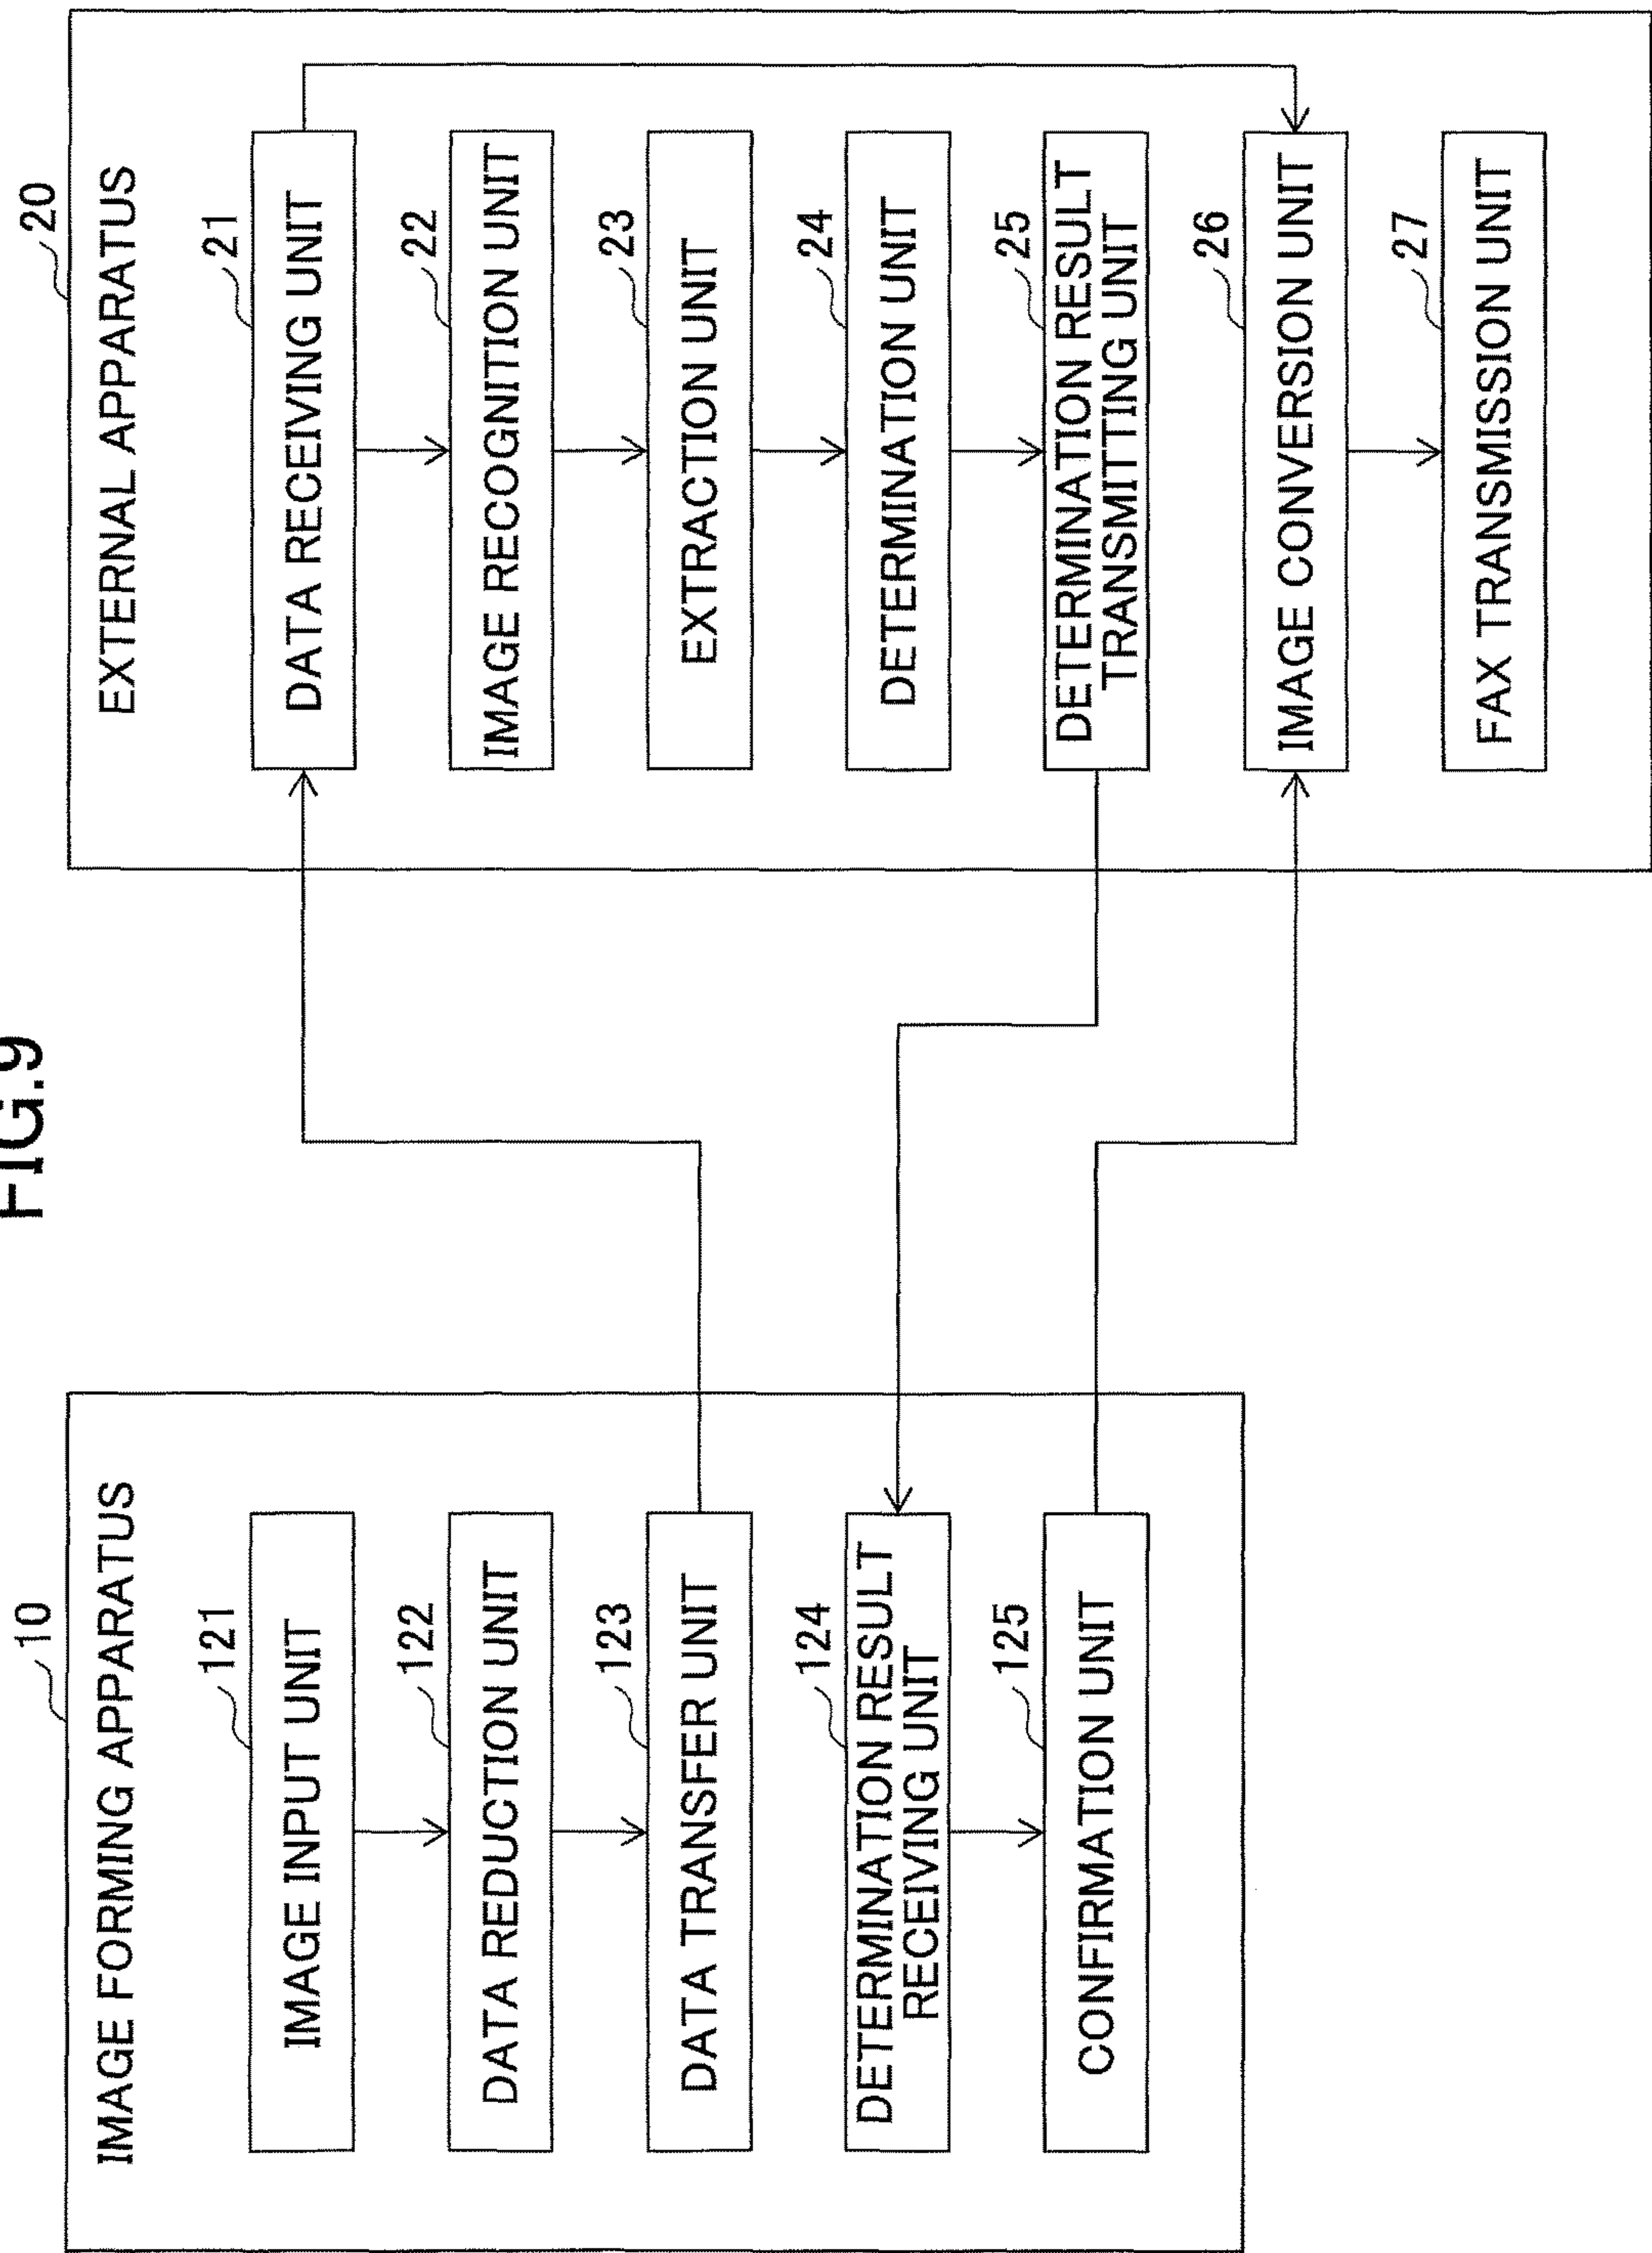 FIG.9
10
IMAGE FORMING APPARATUS
121
IMAGE INPUT UNIT
122
DATA REDUCTION UNIT
123
DATA TRANSFER UNIT
124
DETERMINATION RESULT
RECEIVING UNIT
125
CONFIRMATION UNIT
20
EXTERNAL APPARATUS
21
DATA RECEIVING UNIT
22
IMAGE RECOGNITION UNIT
23
EXTRACTION UNIT
24
DETERMINATION UNIT
25
DETERMINATION RESULT
TRANSMITTING UNIT
26
IMAGE CONVERSION UNIT
27
FAX TRANSMISSION UNIT